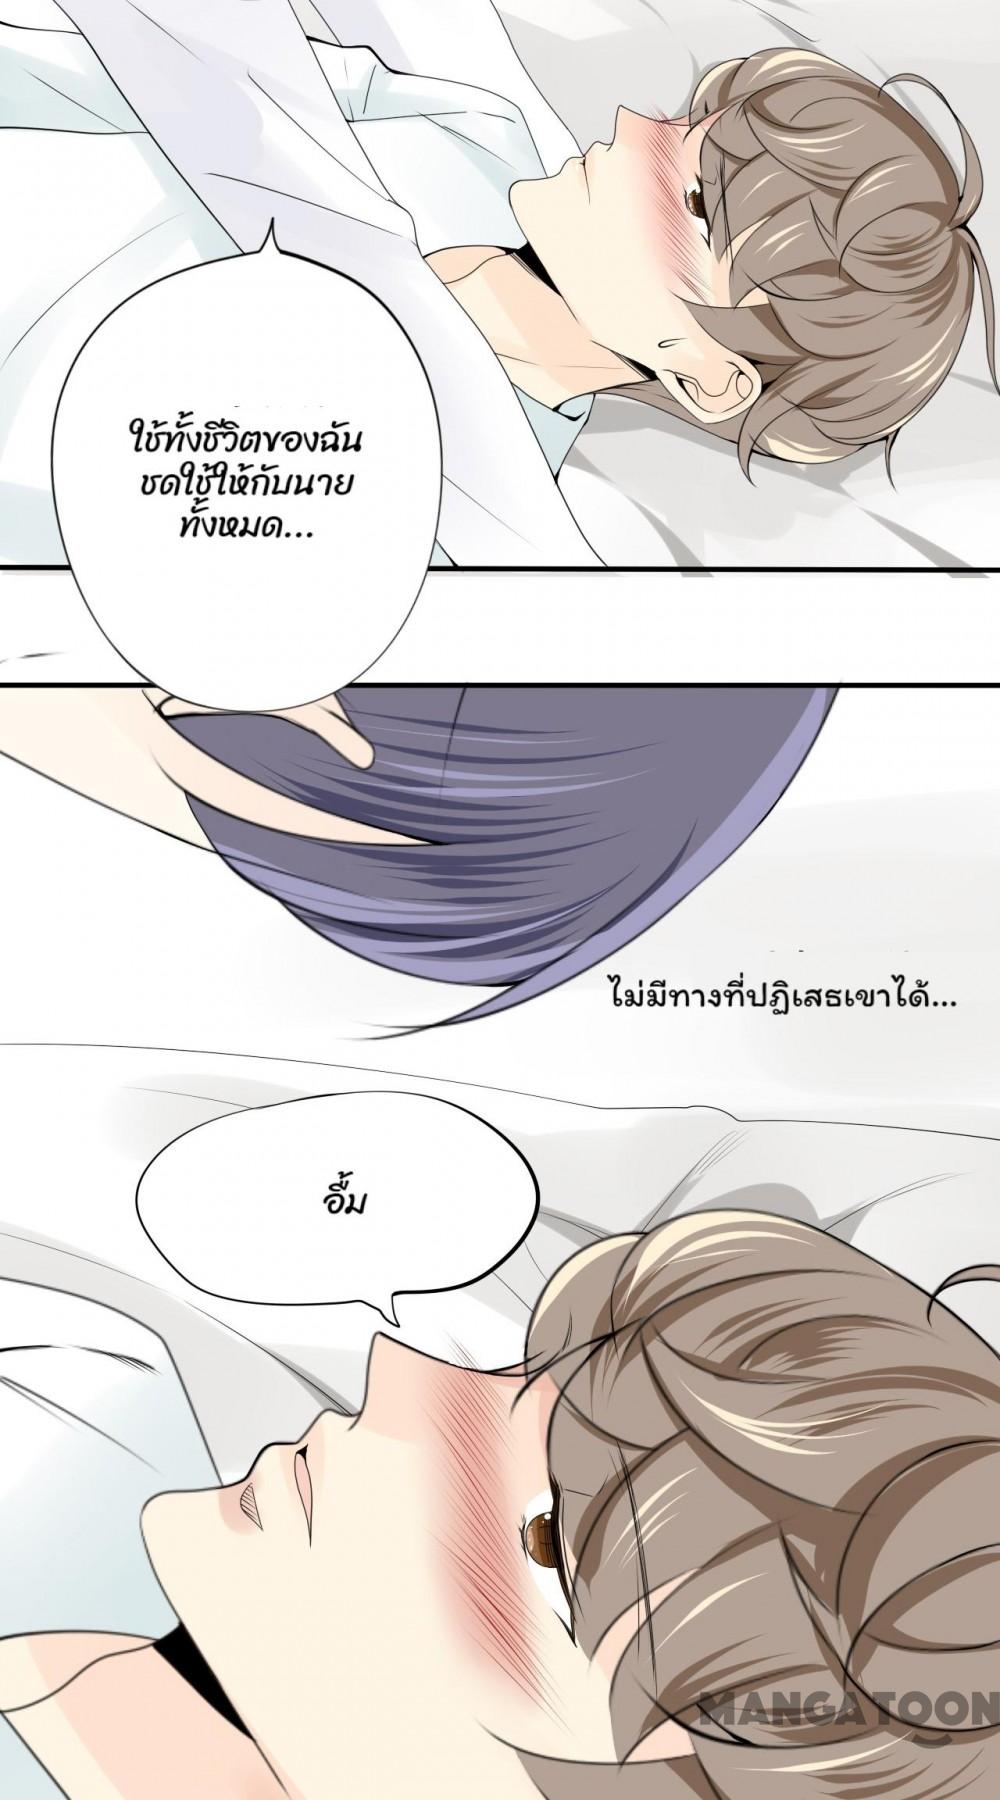 ใช้ทั้งชีวิตของฉัน
ชดใช้ให้กับนาย
ทั้งหมด...
ไม่มีทางที่ปฏิเสธเขาได้...
อื้ม
MANGATOON